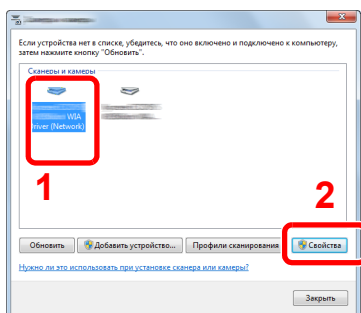 Если устройства нет в списке, убедитесь, что оно включено и подключено к компьютеру,
затем нажмите кнопку "Обновить".
Сканеры и камеры
WIA
Driver (Network)
1
2
Обновить
Добавить устройство...
Профили сканирования
Свойства
Нужно ли это использовать при установке сканера или камеры?
Закрыть